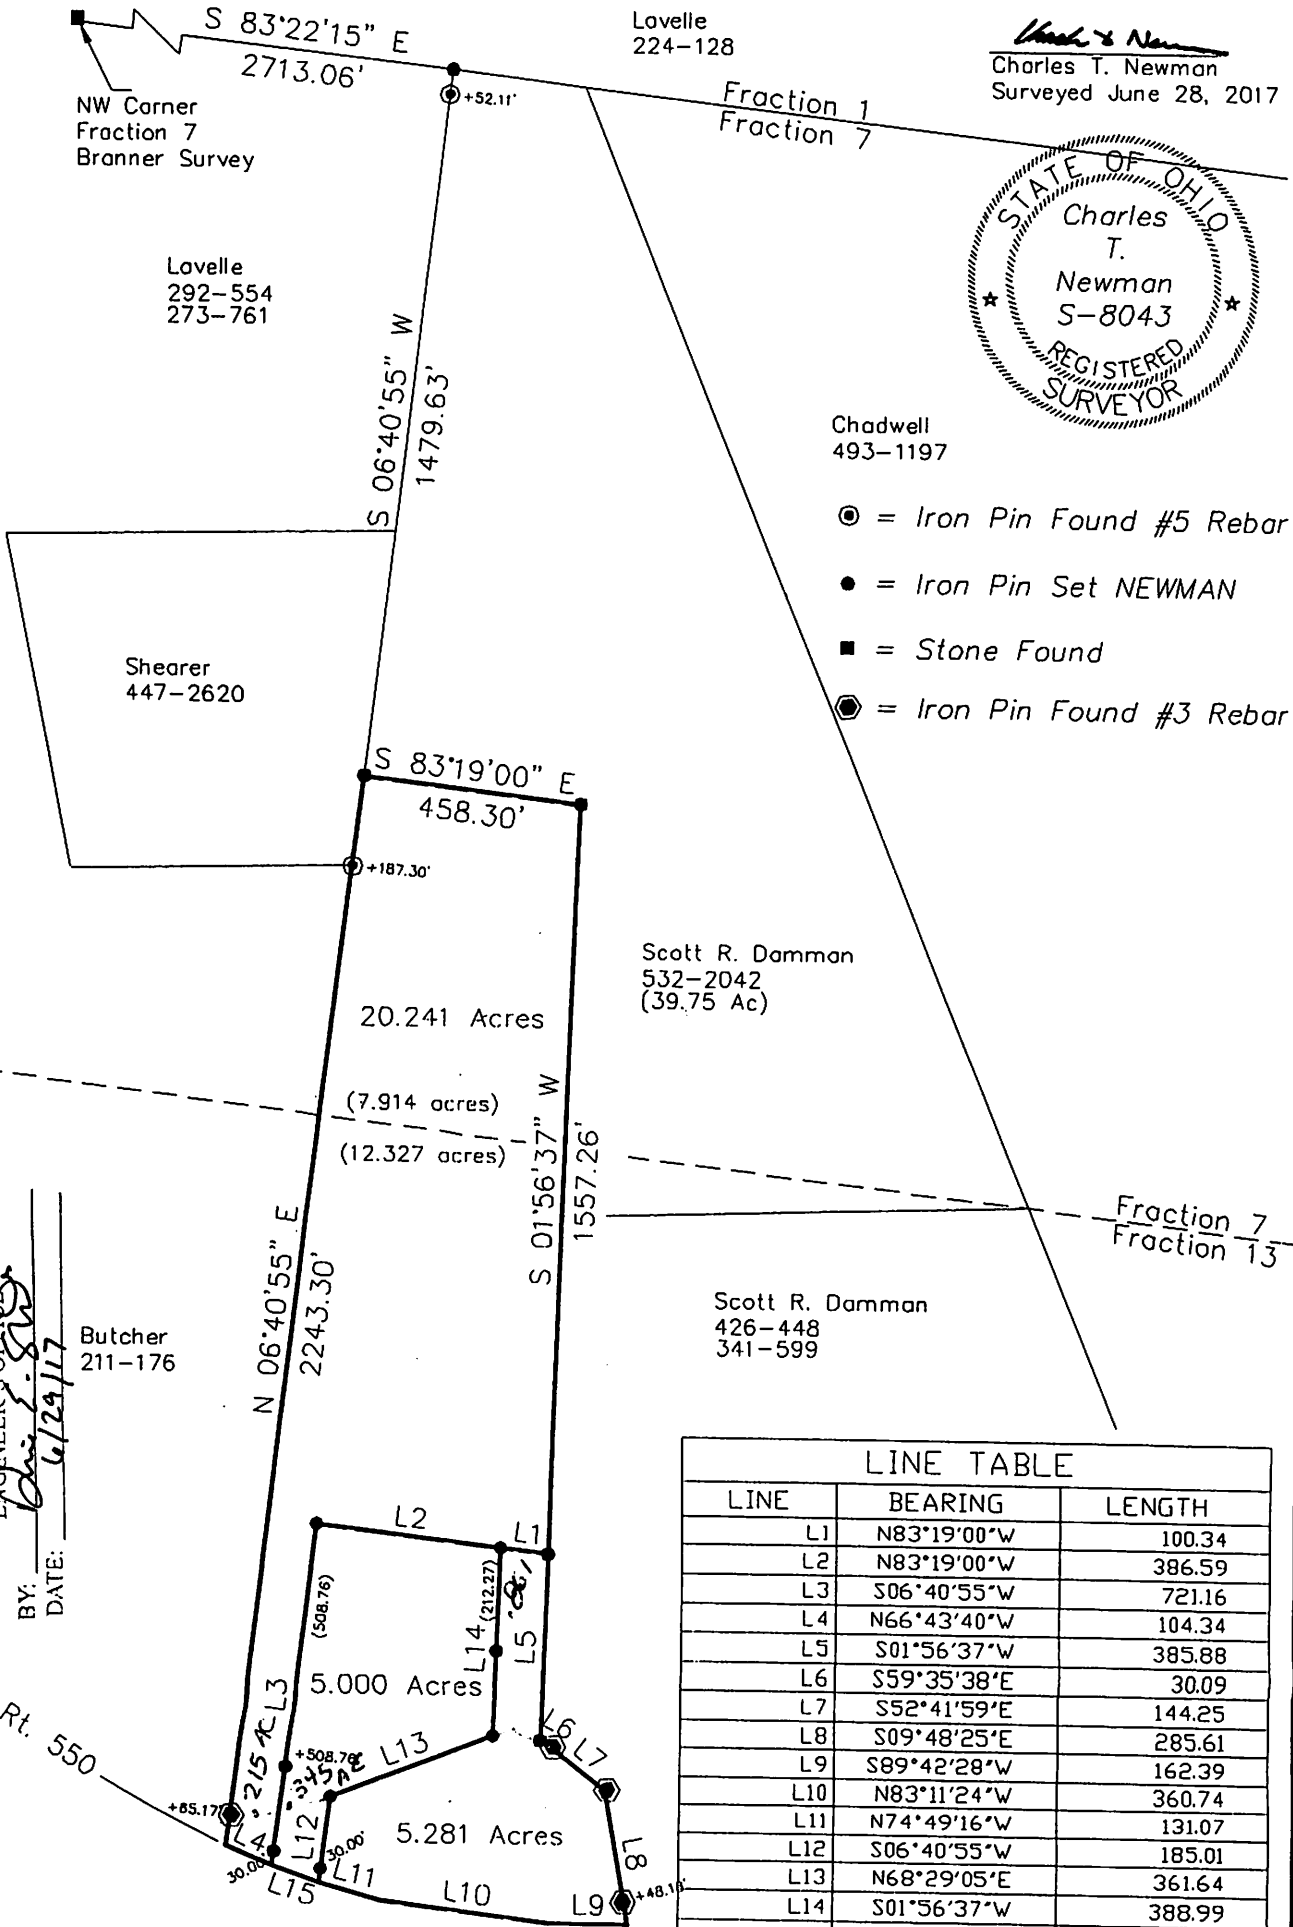 S 83°22'15" E
2713.06'
Lovelle
224-128
Charles T. Newman
Surveyed June 28, 2017
+52.11'
NW Corner
Fraction 7
Branner Survey
Fraction 1
Fraction 7
STATE OF OHIO
Charles
T.
Newman
S-8043
REGISTERED
SURVEYOR
Lovelle
292-554
273-761
S 06°40'55" W
1479.63'
Chadwell
493-1197
= Iron Pin Found #5 Rebar
= Iron Pin Set NEWMAN
= Stone Found
= Iron Pin Found #3 Rebar
Shearer
447-2620
S 83°19'00" E
458.30'
+187.30'
Scott R. Damman
532-2042
(39.75 Ac)
20.241 Acres
(7.914 acres)
(12.327 acres)
S 01°56'37" W
1557.26'
Fraction 7
Fraction 13
N 06°40'55" E
2243.30'
Scott R. Damman
426-448
341-599
Butcher
211-176
BY:
DATE: 6/29/17
L2
L1
(508.76)
(212.27)
.861
L14
L5
L3
5.000 Acres
L6
L7
L13
+508.76'
.215 AC
.345 AC
Rt. 550
+65.17'
L4
30.00'
L12
30.00'
5.281 Acres
L8
L11
L15
L10
L9
+48.18'
LINE TABLE
LINE BEARING LENGTH
L1 N83°19'00"W 100.34
L2 N83°19'00"W 386.59
L3 S06°40'55"W 721.16
L4 N66°43'40"W 104.34
L5 S01°56'37"W 385.88
L6 S59°35'38"E 30.09
L7 S52°41'59"E 144.25
L8 S09°48'25"E 285.61
L9 S89°42'28"W 162.39
L10 N83°11'24"W 360.74
L11 N74°49'16"W 131.07
L12 S06°40'55"W 185.01
L13 N68°29'05"E 361.64
L14 S01°56'37"W 388.99